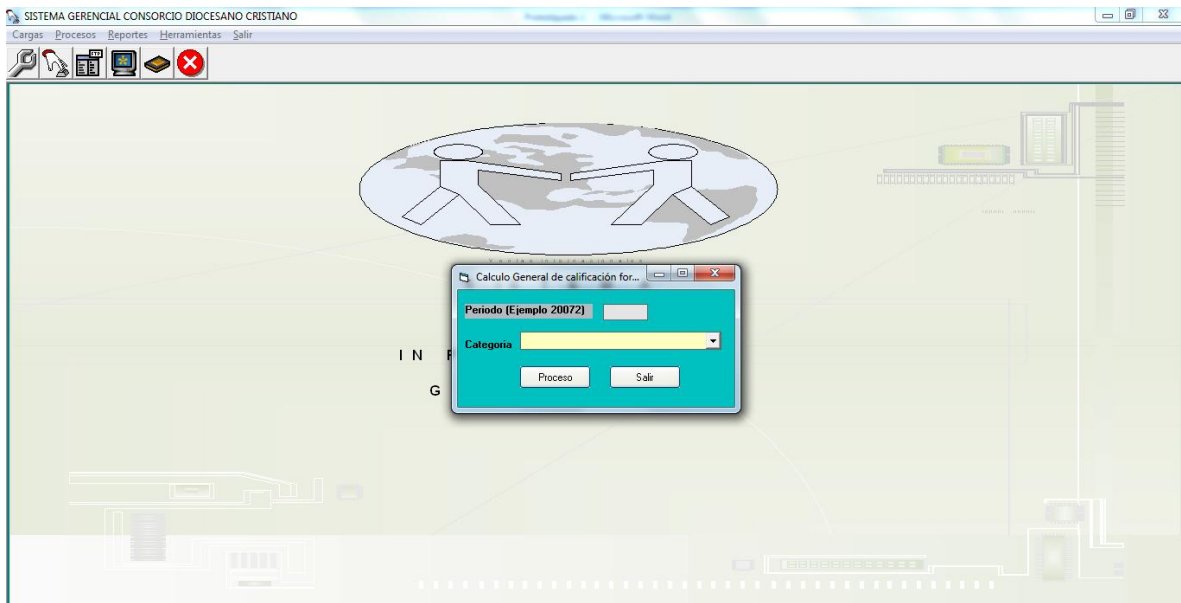 SISTEMA GERENCIAL CONSORCIO DIOCESANO CRISTIANO
Cargas Procesos Reportes Herramientas Salir
Calculo General de calificación for...
Periodo (Ejemplo 20072)
I N
Categoria
G
Proceso Salir